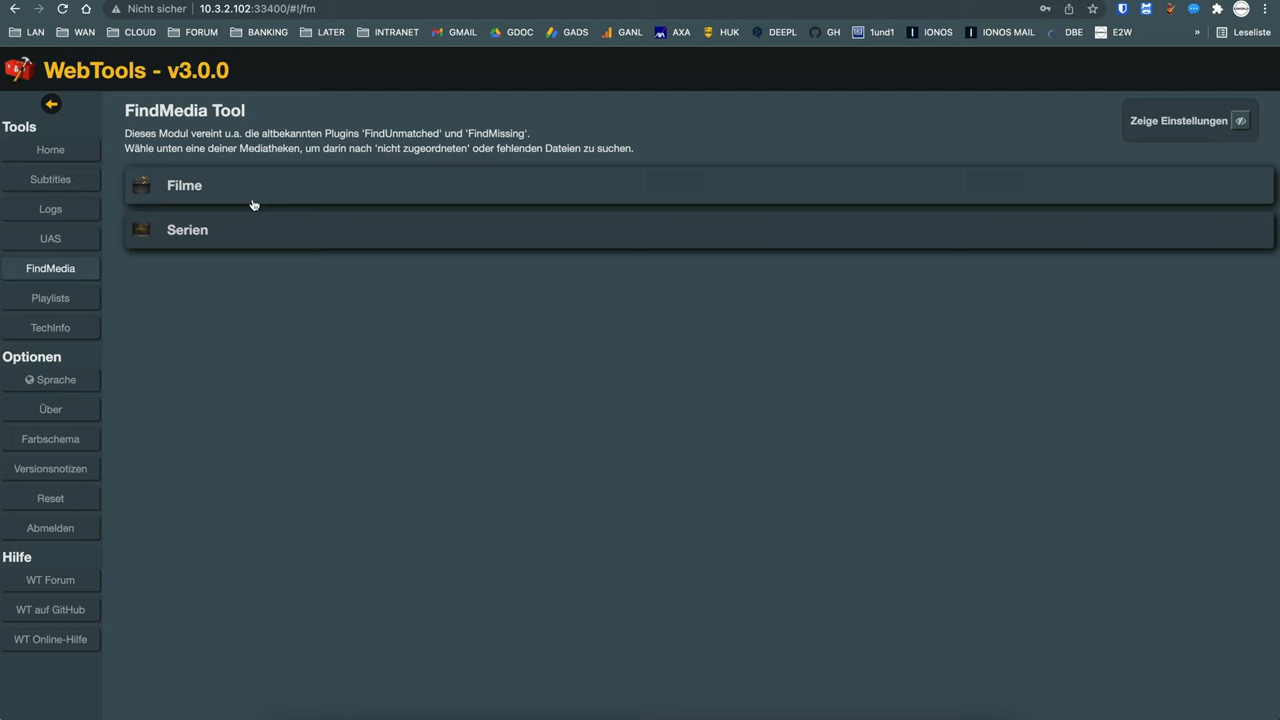 Nicht sicher 10.3.2.102:33400/#!/fm
LAN WAN CLOUD FORUM BANKING LATER INTRANET GMAIL GDOC GADS GANL AXA HUK DEEPL GH 1und1 IONOS IONOS MAIL DBE E2W » Leseliste
WebTools - v3.0.0
Tools
Home
Subtitles
Logs
UAS
FindMedia
Playlists
TechInfo
Optionen
Sprache
Über
Farbschema
Versionsnotizen
Reset
Abmelden
Hilfe
WT Forum
WT auf GitHub
WT Online-Hilfe
FindMedia Tool
Dieses Modul vereint u.a. die altbekannten Plugins 'FindUnmatched' und 'FindMissing'.
Wähle unten eine deiner Mediatheken, um darin nach 'nicht zugeordneten' oder fehlenden Dateien zu suchen.
Zeige Einstellungen
Filme
Serien